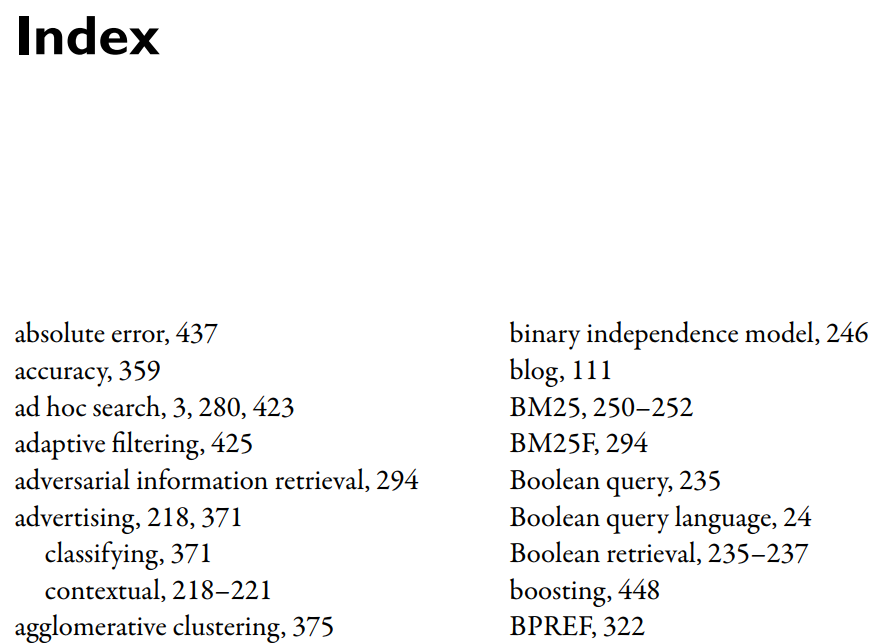 Index
absolute error, 437
accuracy, 359
ad hoc search, 3, 280, 423
adaptive filtering, 425
adversarial information retrieval, 294
advertising, 218, 371
classifying, 371
contextual, 218–221
agglomerative clustering, 375
binary independence model, 246
blog, 111
BM25, 250–252
BM25F, 294
Boolean query, 235
Boolean query language, 24
Boolean retrieval, 235–237
boosting, 448
BPREF, 322